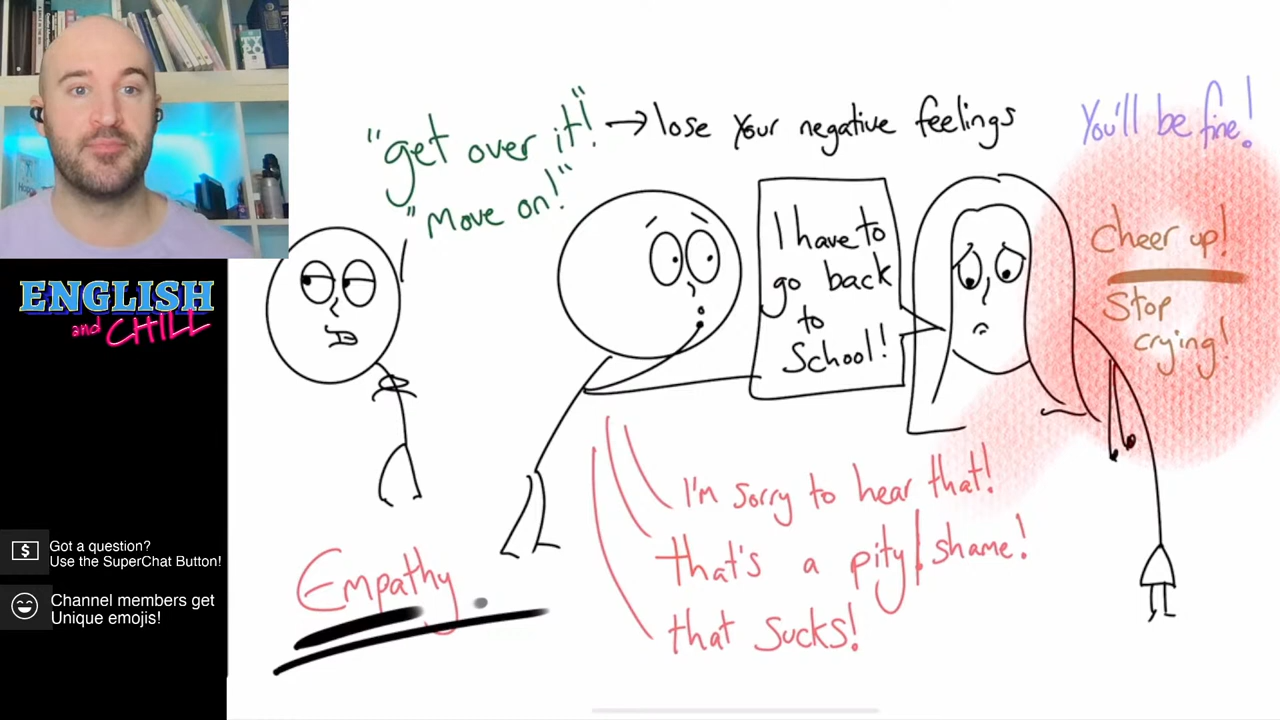 "get over it!" → lose your negative feelings
"Move on!"
You'll be fine!
Cheer up!
Stop
crying!
I have to
go back
to
School!
I'm sorry to hear that!
that's a pity/shame!
that sucks!
Empathy
ENGLISH
and CHILL
$ Got a question?
Use the SuperChat Button!
Channel members get
Unique emojis!